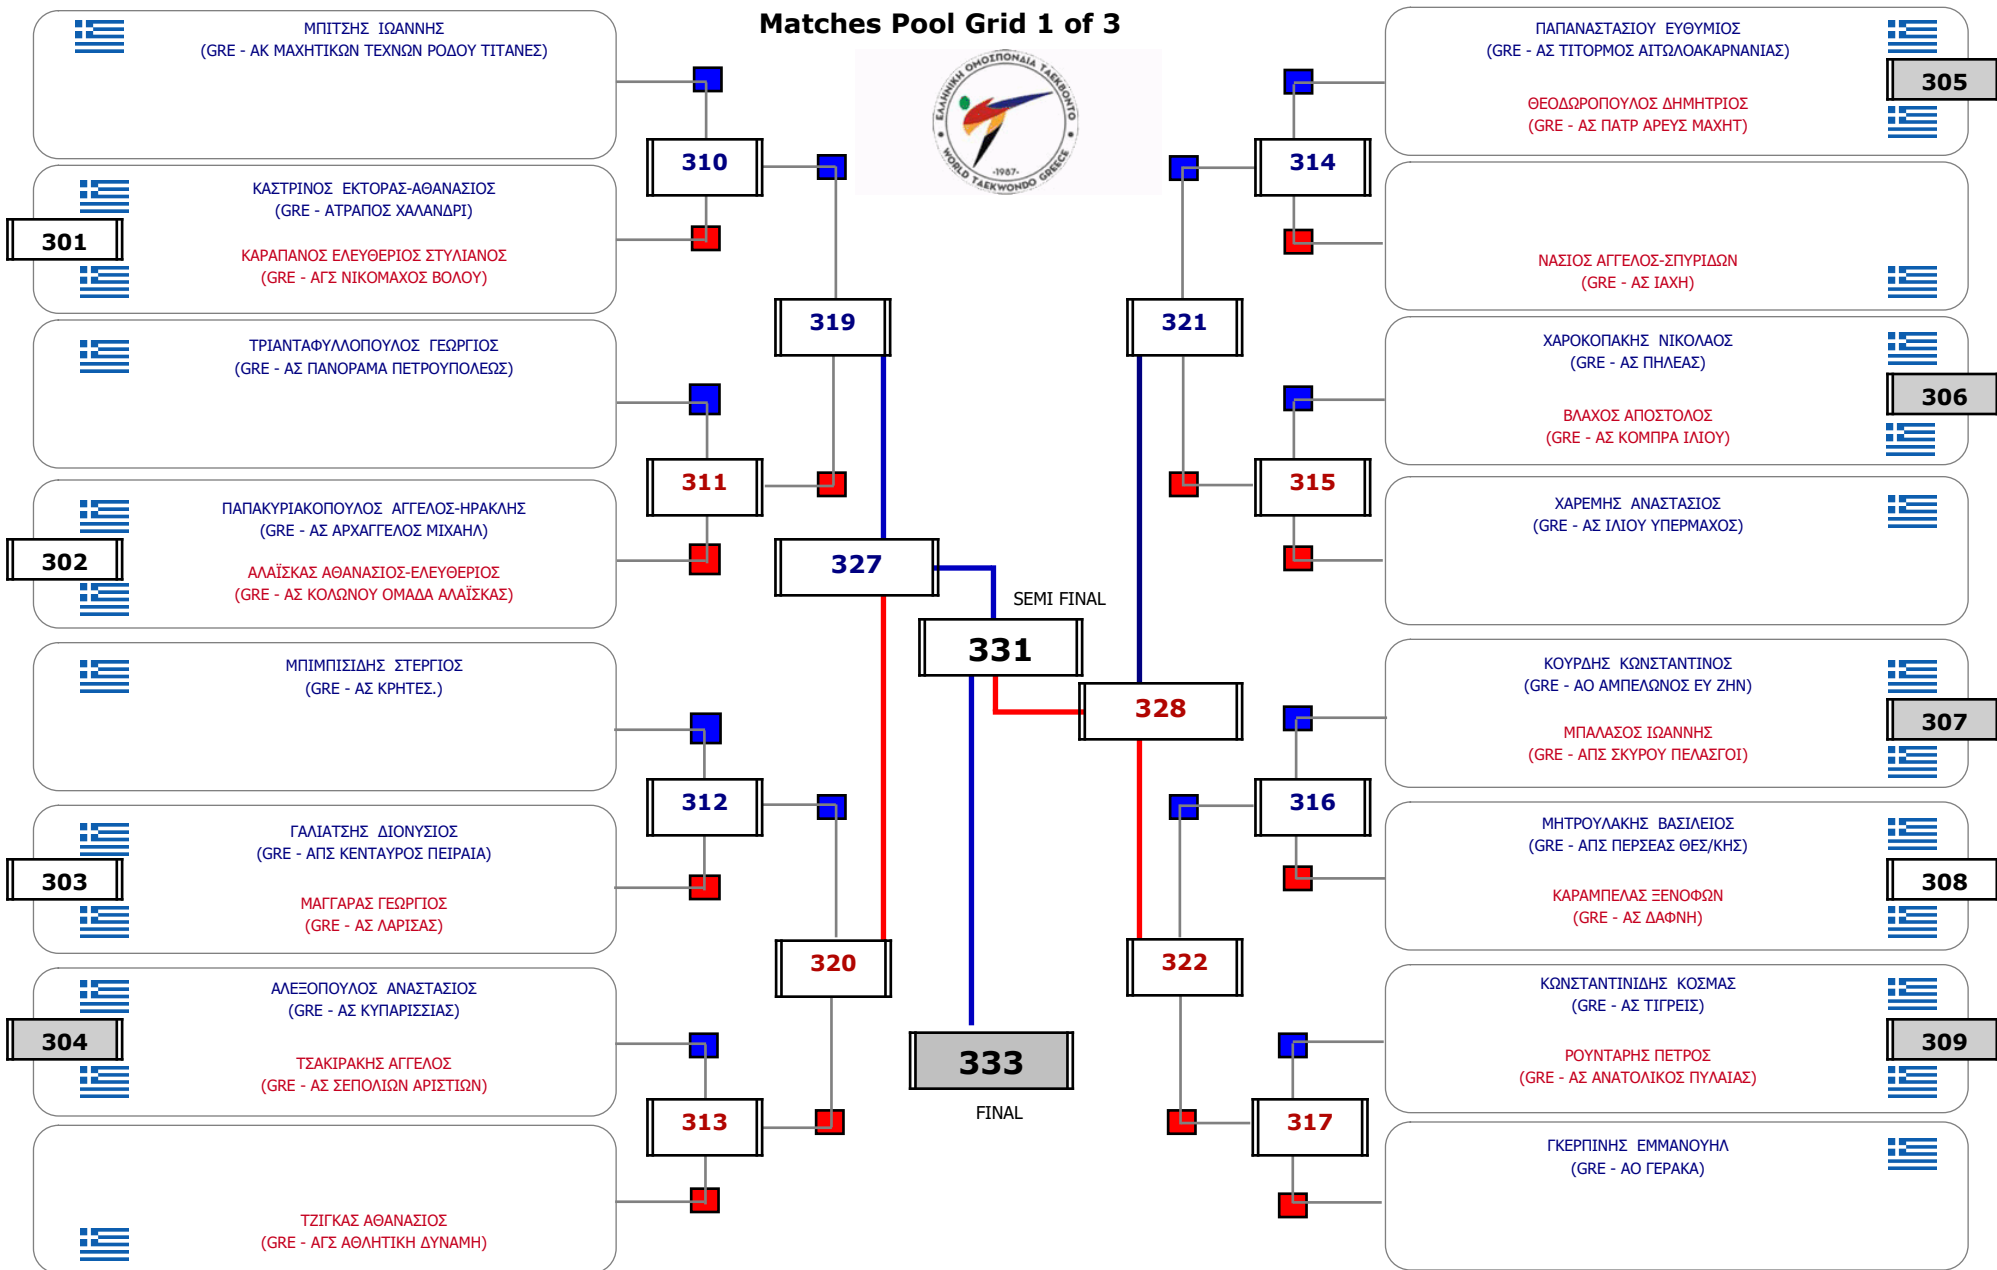 Matches Pool Grid 1 of 3
ΕΛΛΗΝΙΚΗ ΟΜΟΣΠΟΝΔΙΑ ΤΑΕΚΒΟΝΤΟ
-1987-
WORLD TAEKWONDO GREECE
ΜΠΙΤΣΗΣ ΙΩΑΝΝΗΣ
(GRE - ΑΚ ΜΑΧΗΤΙΚΩΝ ΤΕΧΝΩΝ ΡΟΔΟΥ ΤΙΤΑΝΕΣ)
301
ΚΑΣΤΡΙΝΟΣ ΕΚΤΟΡΑΣ-ΑΘΑΝΑΣΙΟΣ
(GRE - ΑΤΡΑΠΟΣ ΧΑΛΑΝΔΡΙ)
ΚΑΡΑΠΑΝΟΣ ΕΛΕΥΘΕΡΙΟΣ ΣΤΥΛΙΑΝΟΣ
(GRE - ΑΓΣ ΝΙΚΟΜΑΧΟΣ ΒΟΛΟΥ)
ΤΡΙΑΝΤΑΦΥΛΛΟΠΟΥΛΟΣ ΓΕΩΡΓΙΟΣ
(GRE - ΑΣ ΠΑΝΟΡΑΜΑ ΠΕΤΡΟΥΠΟΛΕΩΣ)
302
ΠΑΠΑΚΥΡΙΑΚΟΠΟΥΛΟΣ ΑΓΓΕΛΟΣ-ΗΡΑΚΛΗΣ
(GRE - ΑΣ ΑΡΧΑΓΓΕΛΟΣ ΜΙΧΑΗΛ)
ΑΛΑΪΣΚΑΣ ΑΘΑΝΑΣΙΟΣ-ΕΛΕΥΘΕΡΙΟΣ
(GRE - ΑΣ ΚΟΛΩΝΟΥ ΟΜΑΔΑ ΑΛΑΪΣΚΑΣ)
ΜΠΙΜΠΙΣΙΔΗΣ ΣΤΕΡΓΙΟΣ
(GRE - ΑΣ ΚΡΗΤΕΣ.)
303
ΓΑΛΙΑΤΣΗΣ ΔΙΟΝΥΣΙΟΣ
(GRE - ΑΠΣ ΚΕΝΤΑΥΡΟΣ ΠΕΙΡΑΙΑ)
ΜΑΓΓΑΡΑΣ ΓΕΩΡΓΙΟΣ
(GRE - ΑΣ ΛΑΡΙΣΑΣ)
304
ΑΛΕΞΟΠΟΥΛΟΣ ΑΝΑΣΤΑΣΙΟΣ
(GRE - ΑΣ ΚΥΠΑΡΙΣΣΙΑΣ)
ΤΣΑΚΙΡΑΚΗΣ ΑΓΓΕΛΟΣ
(GRE - ΑΣ ΣΕΠΟΛΙΩΝ ΑΡΙΣΤΙΩΝ)
ΤΖΙΓΚΑΣ ΑΘΑΝΑΣΙΟΣ
(GRE - ΑΓΣ ΑΘΛΗΤΙΚΗ ΔΥΝΑΜΗ)
310
311
312
313
319
320
327
SEMI FINAL
331
328
333
FINAL
321
322
314
315
316
317
ΠΑΠΑΝΑΣΤΑΣΙΟΥ ΕΥΘΥΜΙΟΣ
(GRE - ΑΣ ΤΙΤΟΡΜΟΣ ΑΙΤΩΛΟΑΚΑΡΝΑΝΙΑΣ)
305
ΘΕΟΔΩΡΟΠΟΥΛΟΣ ΔΗΜΗΤΡΙΟΣ
(GRE - ΑΣ ΠΑΤΡ ΑΡΕΥΣ ΜΑΧΗΤ)
ΝΑΣΙΟΣ ΑΓΓΕΛΟΣ-ΣΠΥΡΙΔΩΝ
(GRE - ΑΣ ΙΑΧΗ)
ΧΑΡΟΚΟΠΑΚΗΣ ΝΙΚΟΛΑΟΣ
(GRE - ΑΣ ΠΗΛΕΑΣ)
306
ΒΛΑΧΟΣ ΑΠΟΣΤΟΛΟΣ
(GRE - ΑΣ ΚΟΜΠΡΑ ΙΛΙΟΥ)
ΧΑΡΕΜΗΣ ΑΝΑΣΤΑΣΙΟΣ
(GRE - ΑΣ ΙΛΙΟΥ ΥΠΕΡΜΑΧΟΣ)
ΚΟΥΡΔΗΣ ΚΩΝΣΤΑΝΤΙΝΟΣ
(GRE - ΑΟ ΑΜΠΕΛΩΝΟΣ ΕΥ ΖΗΝ)
307
ΜΠΑΛΑΣΟΣ ΙΩΑΝΝΗΣ
(GRE - ΑΠΣ ΣΚΥΡΟΥ ΠΕΛΑΣΓΟΙ)
ΜΗΤΡΟΥΛΑΚΗΣ ΒΑΣΙΛΕΙΟΣ
(GRE - ΑΠΣ ΠΕΡΣΕΑΣ ΘΕΣ/ΚΗΣ)
308
ΚΑΡΑΜΠΕΛΑΣ ΞΕΝΟΦΩΝ
(GRE - ΑΣ ΔΑΦΝΗ)
ΚΩΝΣΤΑΝΤΙΝΙΔΗΣ ΚΟΣΜΑΣ
(GRE - ΑΣ ΤΙΓΡΕΙΣ)
309
ΡΟΥΝΤΑΡΗΣ ΠΕΤΡΟΣ
(GRE - ΑΣ ΑΝΑΤΟΛΙΚΟΣ ΠΥΛΑΙΑΣ)
ΓΚΕΡΠΙΝΗΣ ΕΜΜΑΝΟΥΗΛ
(GRE - ΑΟ ΓΕΡΑΚΑ)